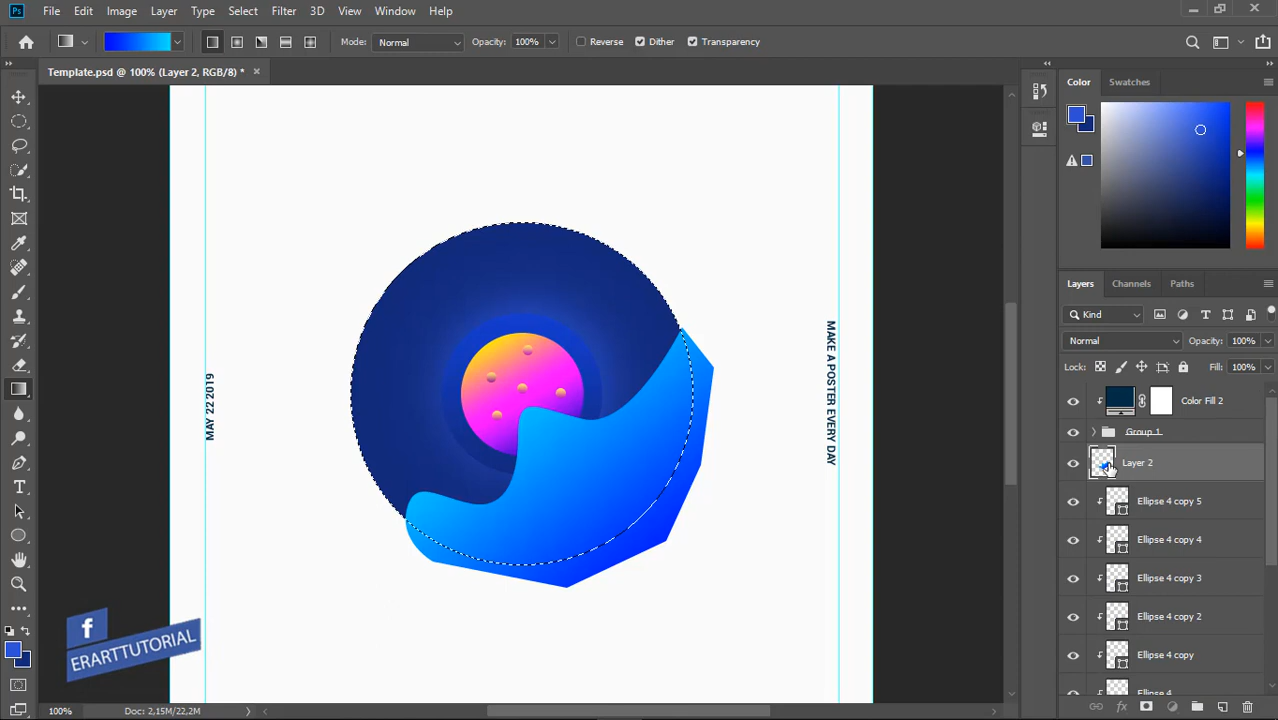 Ps File Edit Image Layer Type Select Filter 3D View Window Help
Mode: Normal Opacity: 100% Reverse Dither Transparency
Template.psd @ 100% (Layer 2, RGB/8) *
Color Swatches
MAY 22 2019
MAKE A POSTER EVERY DAY
f
ERARTTUTORIAL
Layers Channels Paths
Kind
Normal Opacity: 100%
Lock: Fill: 100%
Color Fill 2
Group 1
Layer 2
Ellipse 4 copy 5
Ellipse 4 copy 4
Ellipse 4 copy 3
Ellipse 4 copy 2
Ellipse 4 copy
Ellipse 4
100% Doc: 2,15M/22,2M